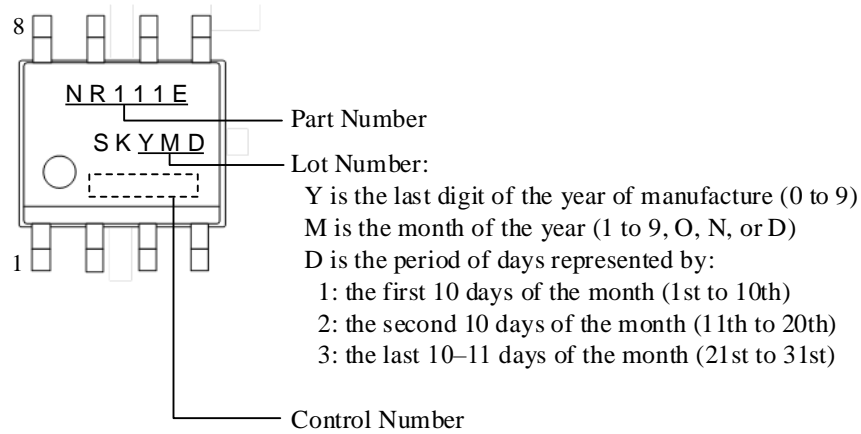 8
NR111E
Part Number
SKYMD
Lot Number:
Y is the last digit of the year of manufacture (0 to 9)
M is the month of the year (1 to 9, O, N, or D)
D is the period of days represented by:
1: the first 10 days of the month (1st to 10th)
1
2: the second 10 days of the month (11th to 20th)
3: the last 10–11 days of the month (21st to 31st)
Control Number